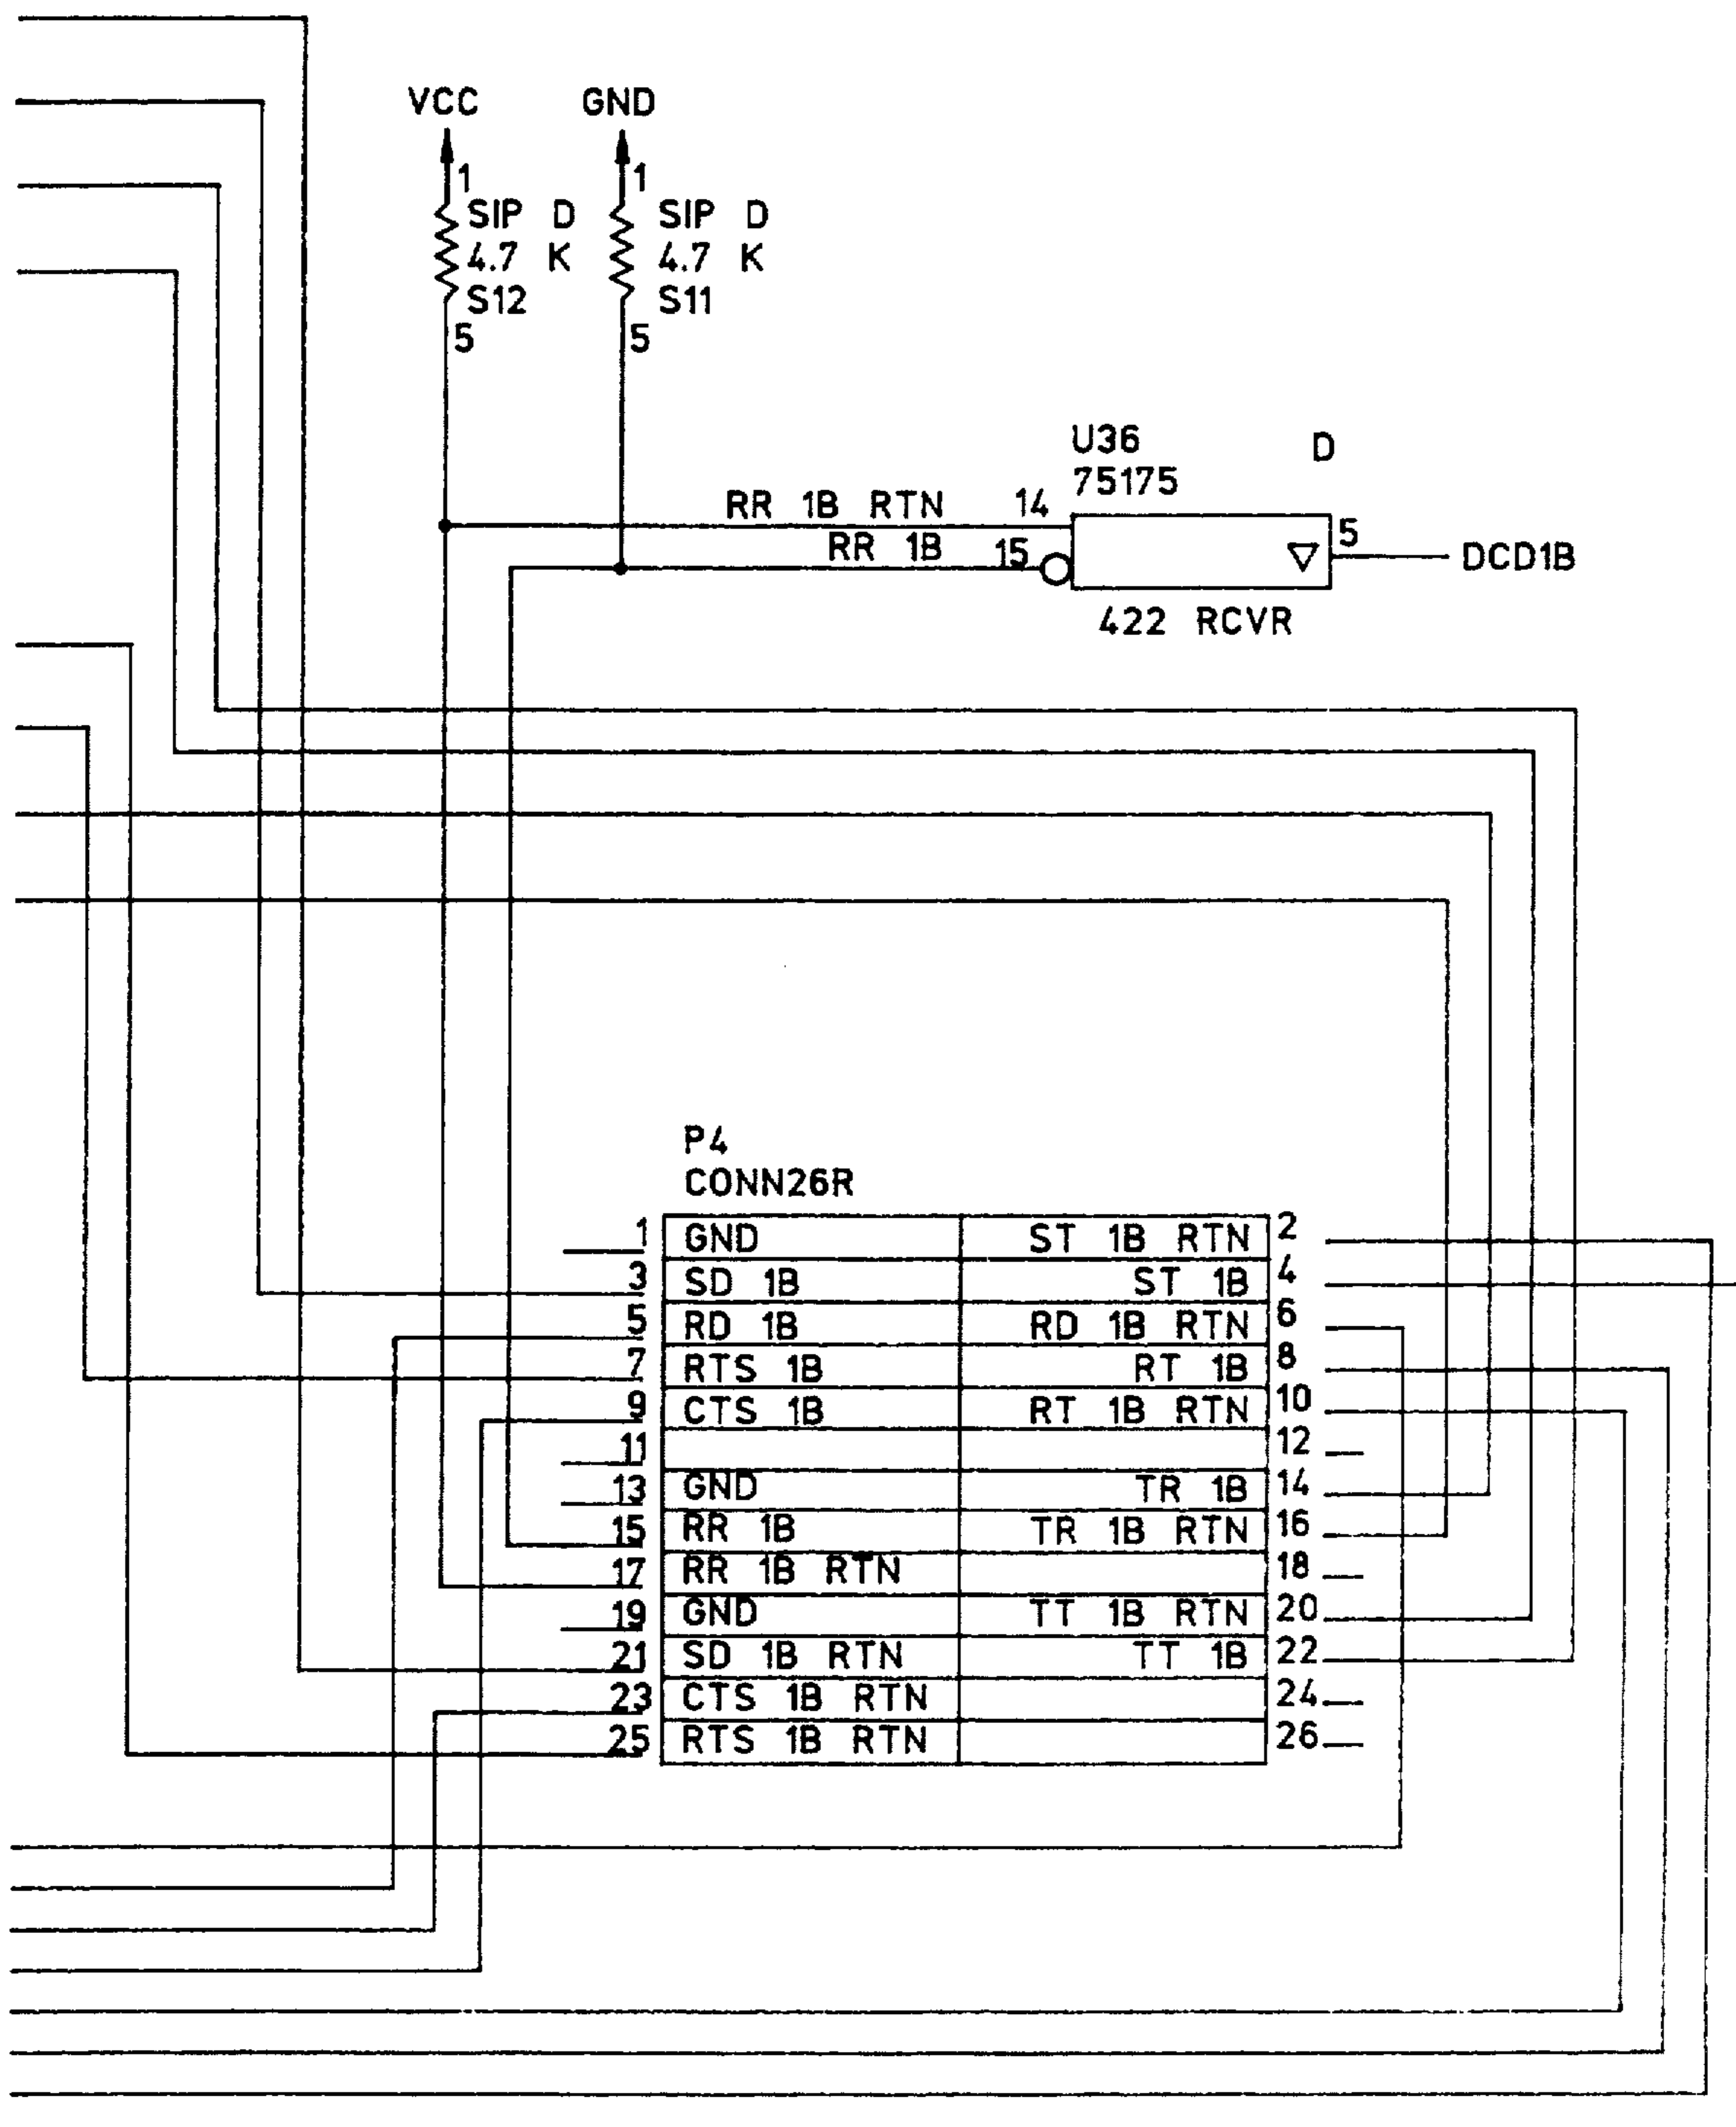 VCC GND
1 1
SIP D SIP D
4.7 K 4.7 K
S12 S11
5 5
U36 D
75175
RR 1B RTN 14
RR 1B 15
5
DCD1B
422 RCVR
P4
CONN26R
1 GND ST 1B RTN 2
3 SD 1B ST 1B 4
5 RD 1B RD 1B RTN 6
7 RTS 1B RT 1B 8
9 CTS 1B RT 1B RTN 10
11 12
13 GND TR 1B 14
15 RR 1B TR 1B RTN 16
17 RR 1B RTN 18
19 GND TT 1B RTN 20
21 SD 1B RTN TT 1B 22
23 CTS 1B RTN 24
25 RTS 1B RTN 26